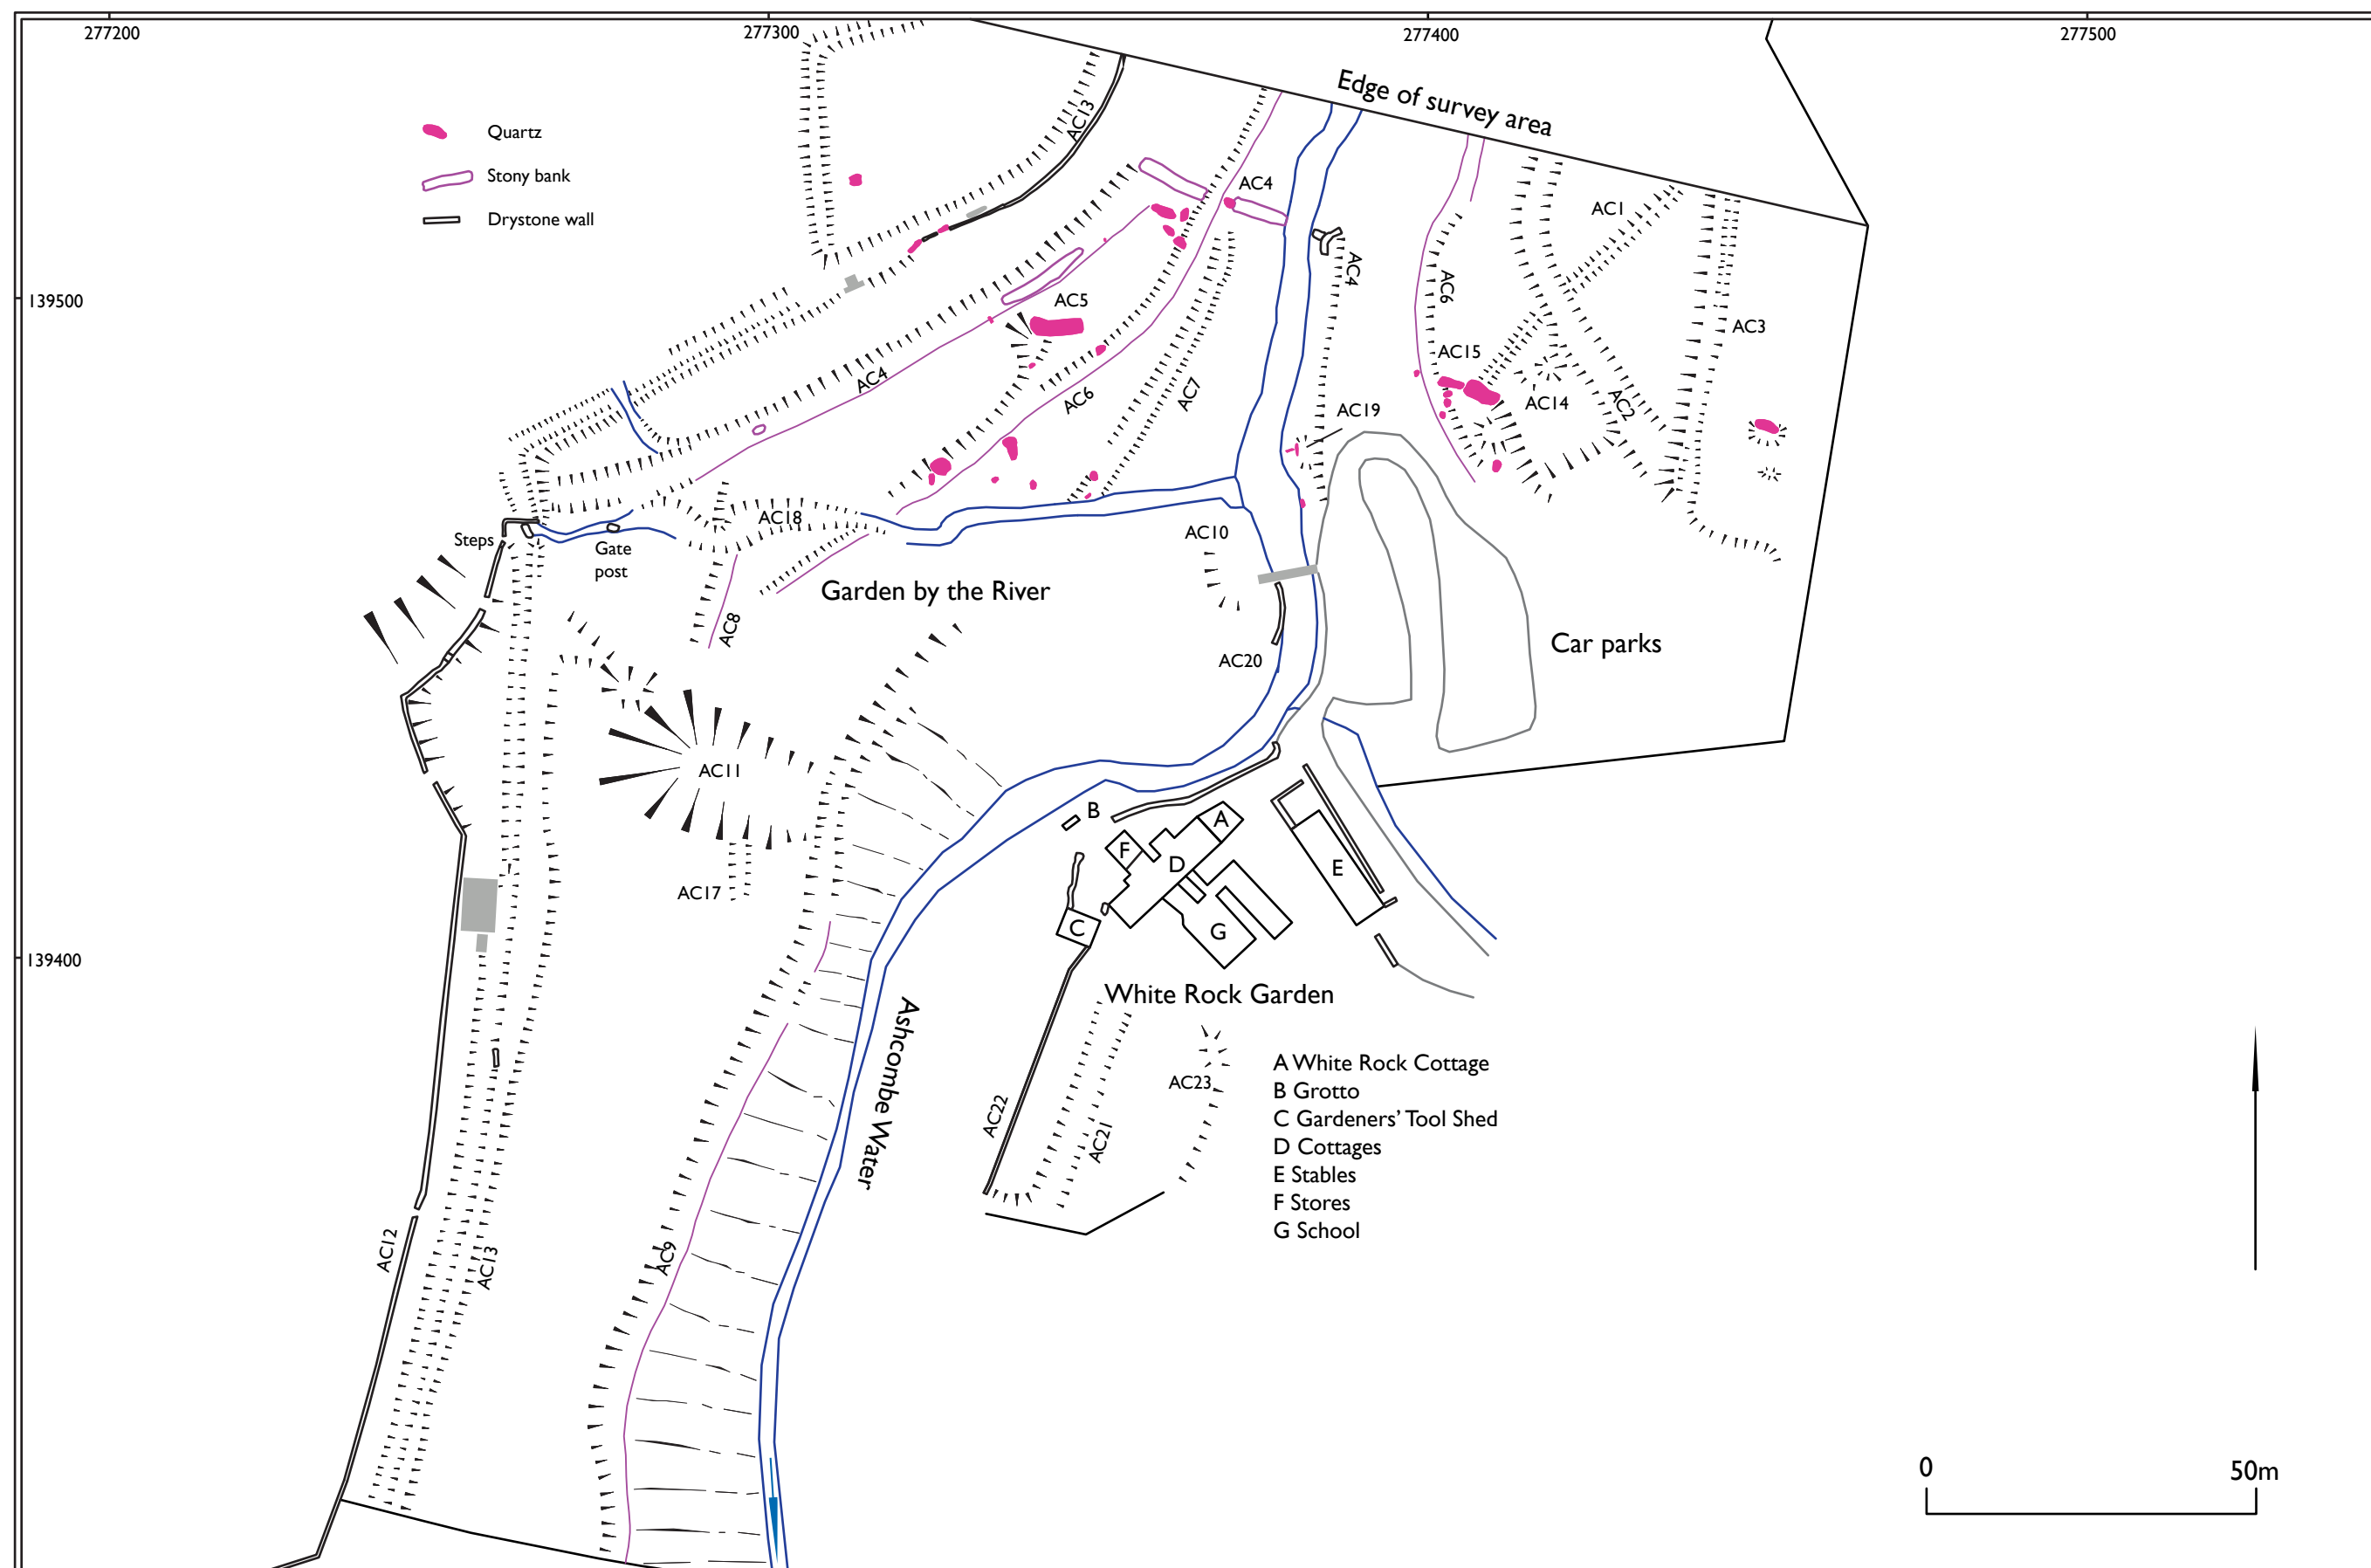 277200
277300
277400
277500
Edge of survey area
Quartz
Stony bank
Drystone wall
AC13
AC4
AC1
AC4
AC6
139500
AC5
AC3
AC15
AC4
AC7
AC6
AC14
AC2
AC19
AC18
AC10
Steps
Gate
post
Garden by the River
AC8
Car parks
AC20
AC11
B
A
F
D
E
AC17
C
G
139400
White Rock Garden
Ashcombe Water
AC23
AC22
AC21
A White Rock Cottage
B Grotto
C Gardeners' Tool Shed
D Cottages
E Stables
F Stores
G School
AC12
AC13
AC9
0
50m